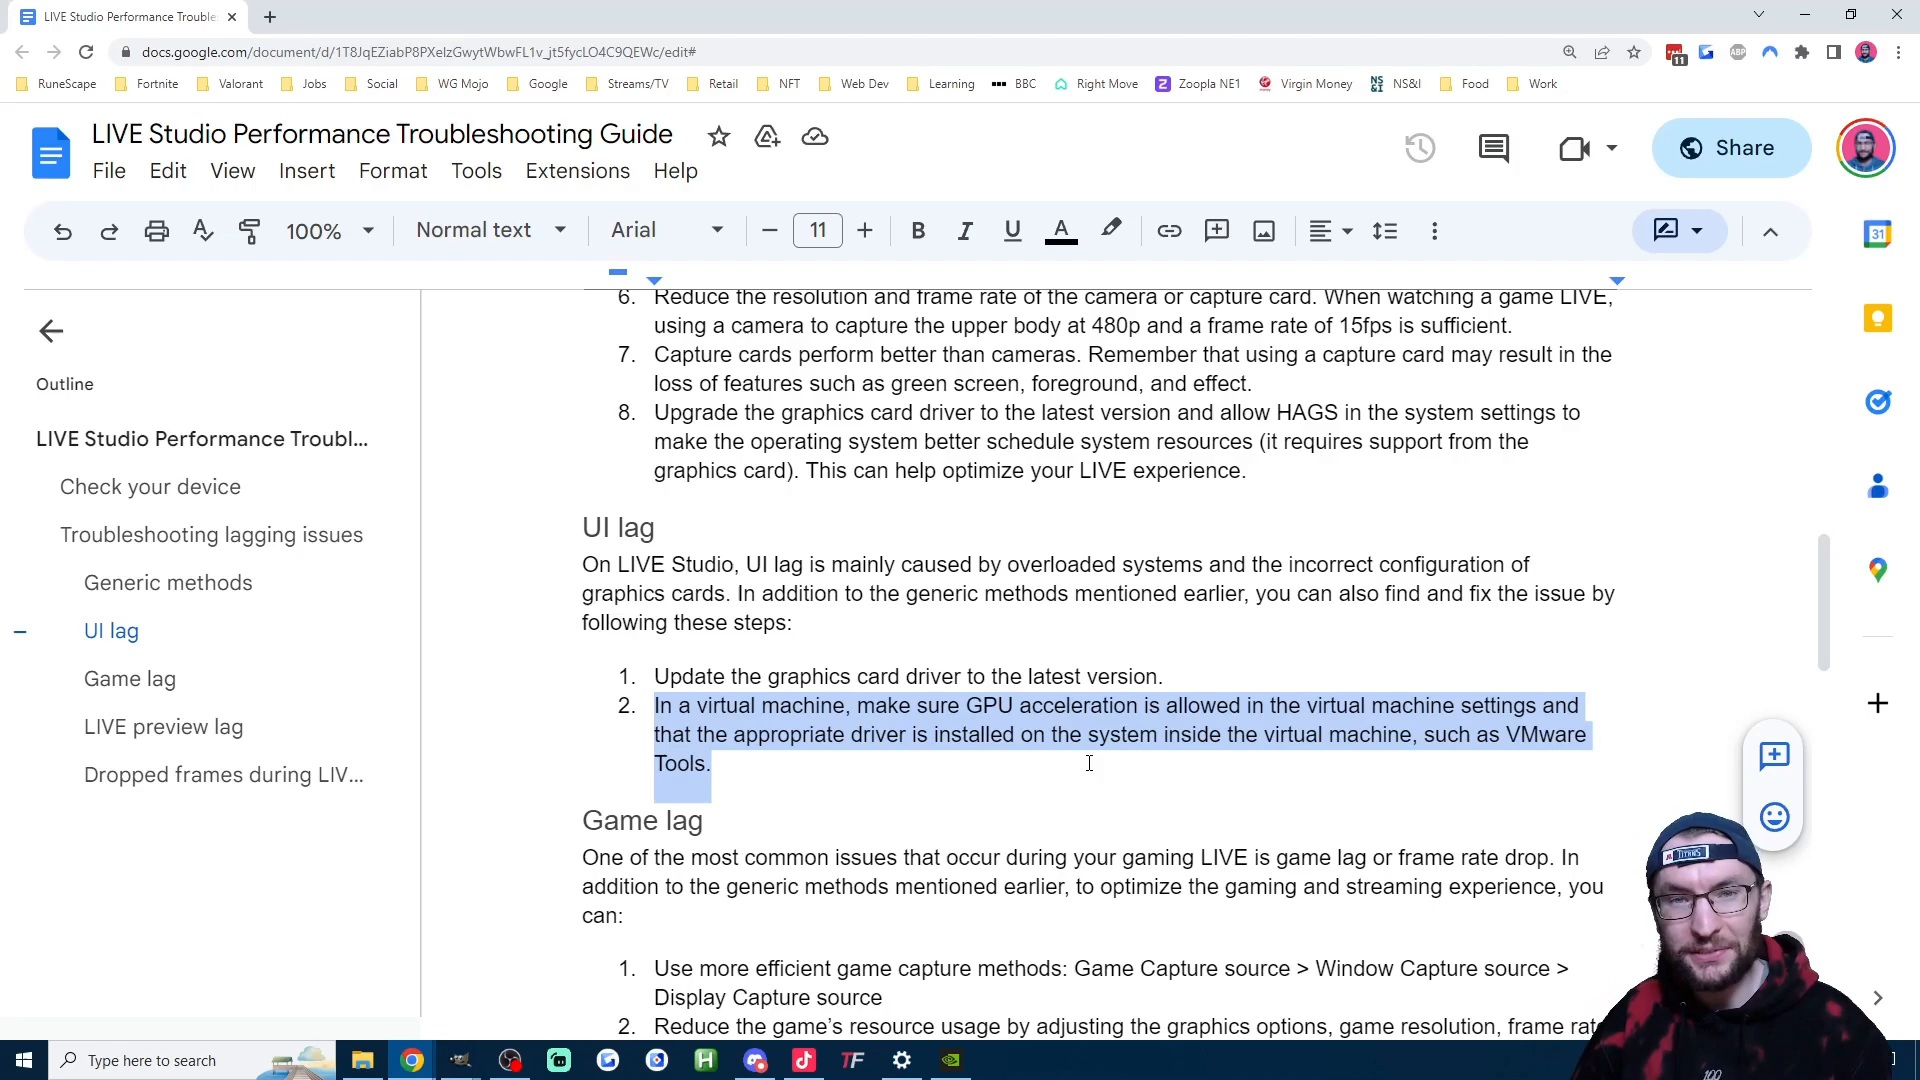 LIVE Studio Performance Trouble
docs.google.com/document/d/1T8JqEZiabP8PXelzGwytWbwFL1v_jt5fycLO4C9QEWc/edit#
11
ABP
RuneScape Fortnite Valorant Jobs Social WG Mojo Google Streams/TV Retail NFT Web Dev Learning BBC Right Move Zoopla NE1 Virgin Money NS&I Food Work
LIVE Studio Performance Troubleshooting Guide
File Edit View Insert Format Tools Extensions Help
Share
100% Normal text Arial 11 B I U A
31
Outline
LIVE Studio Performance Troubl...
Check your device
Troubleshooting lagging issues
Generic methods
UI lag
Game lag
LIVE preview lag
Dropped frames during LIV...
6. Reduce the resolution and frame rate of the camera or capture card. When watching a game LIVE,
using a camera to capture the upper body at 480p and a frame rate of 15fps is sufficient.
7. Capture cards perform better than cameras. Remember that using a capture card may result in the
loss of features such as green screen, foreground, and effect.
8. Upgrade the graphics card driver to the latest version and allow HAGS in the system settings to
make the operating system better schedule system resources (it requires support from the
graphics card). This can help optimize your LIVE experience.
UI lag
On LIVE Studio, UI lag is mainly caused by overloaded systems and the incorrect configuration of
graphics cards. In addition to the generic methods mentioned earlier, you can also find and fix the issue by
following these steps:
1. Update the graphics card driver to the latest version.
2. In a virtual machine, make sure GPU acceleration is allowed in the virtual machine settings and
that the appropriate driver is installed on the system inside the virtual machine, such as VMware
Tools.
Game lag
One of the most common issues that occur during your gaming LIVE is game lag or frame rate drop. In
addition to the generic methods mentioned earlier, to optimize the gaming and streaming experience, you
can:
1. Use more efficient game capture methods: Game Capture source > Window Capture source >
Display Capture source
2. Reduce the game's resource usage by adjusting the graphics options, game resolution, frame rate
TITANS
100
Type here to search
H
TF